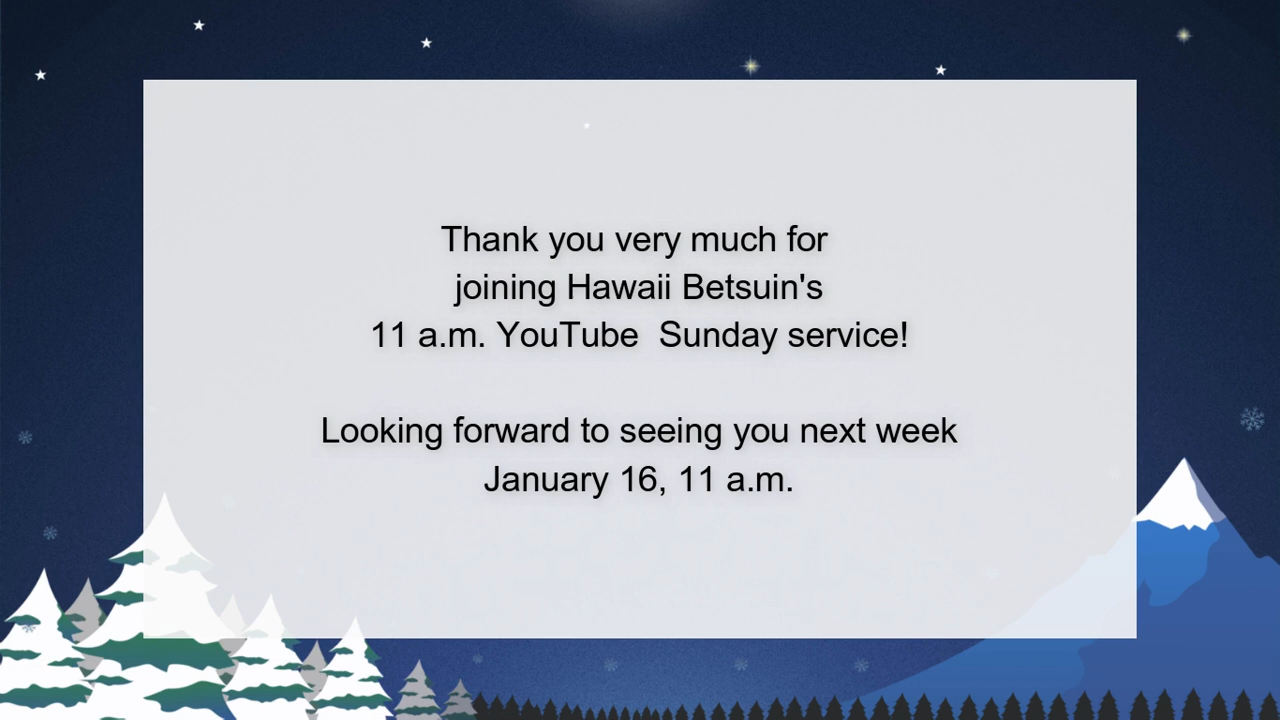 Thank you very much for
joining Hawaii Betsuin's
11 a.m. YouTube  Sunday service!
Looking forward to seeing you next week
January 16, 11 a.m.